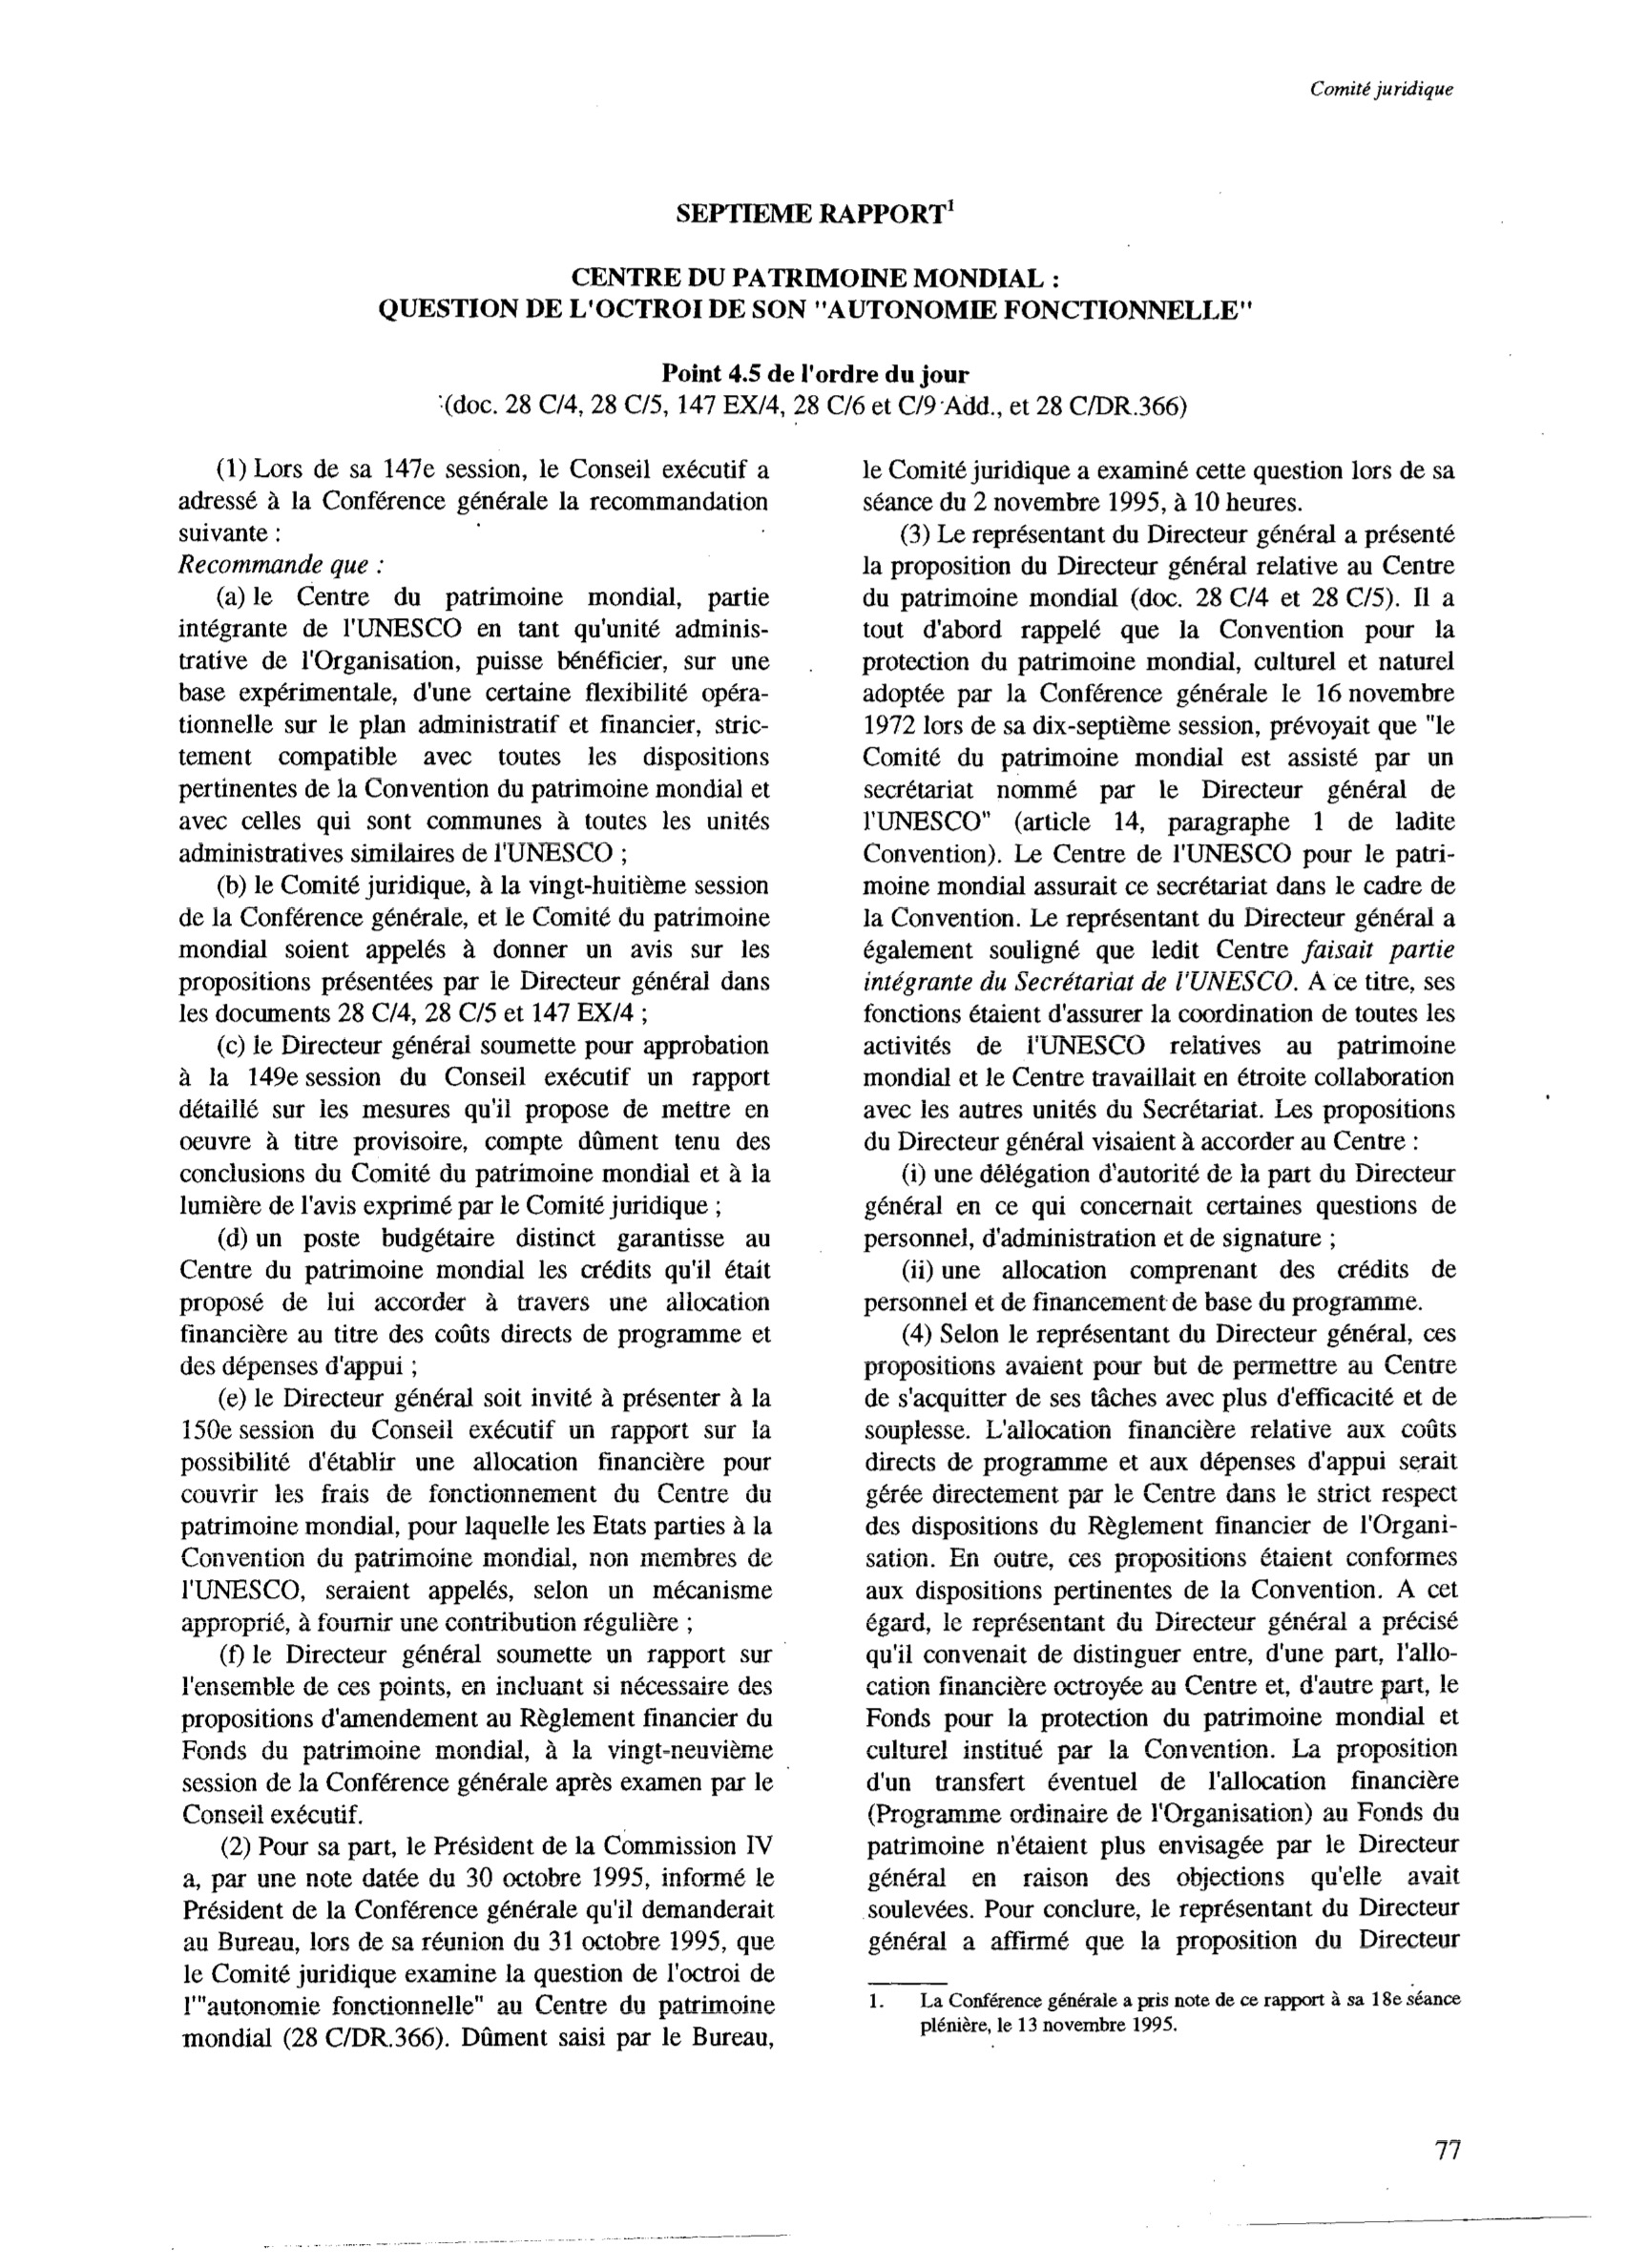 Comité juridique
SEPTIEME RAPPORT1
CENTRE DU PATRIMOINE MONDIAL :
QUESTION DE L'OCTROI DE SON "AUTONOMIE FONCTIONNELLE"
Point 4.5 de l'ordre du jour
(doc. 28 C/4, 28 C/5, 147 EX/4, 28 C/6 et C/9 Add., et 28 C/DR.366)
(1) Lors de sa 147e session, le Conseil exécutif a
adressé à la Conférence générale la recommandation
suivante :
Recommande que :
(a) le Centre du patrimoine mondial, partie
intégrante de l'UNESCO en tant qu'unité adminis-
trative de l'Organisation, puisse bénéficier, sur une
base expérimentale, d'une certaine flexibilité opéra-
tionnelle sur le plan administratif et financier, stric-
tement compatible avec toutes les dispositions
pertinentes de la Convention du patrimoine mondial et
avec celles qui sont communes à toutes les unités
administratives similaires de l'UNESCO ;
(b) le Comité juridique, à la vingt-huitième session
de la Conférence générale, et le Comité du patrimoine
mondial soient appelés à donner un avis sur les
propositions présentées par le Directeur général dans
les documents 28 C/4, 28 C/5 et 147 EX/4 ;
(c) le Directeur général soumette pour approbation
à la 149e session du Conseil exécutif un rapport
détaillé sur les mesures qu'il propose de mettre en
oeuvre à titre provisoire, compte dûment tenu des
conclusions du Comité du patrimoine mondial et à la
lumière de l'avis exprimé par le Comité juridique ;
(d) un poste budgétaire distinct garantisse au
Centre du patrimoine mondial les crédits qu'il était
proposé de lui accorder à travers une allocation
financière au titre des coûts directs de programme et
des dépenses d'appui ;
(e) le Directeur général soit invité à présenter à la
150e session du Conseil exécutif un rapport sur la
possibilité d'établir une allocation financière pour
couvrir les frais de fonctionnement du Centre du
patrimoine mondial, pour laquelle les Etats parties à la
Convention du patrimoine mondial, non membres de
l'UNESCO, seraient appelés, selon un mécanisme
approprié, à fournir une contribution régulière ;
(f) le Directeur général soumette un rapport sur
l'ensemble de ces points, en incluant si nécessaire des
propositions d'amendement au Règlement financier du
Fonds du patrimoine mondial, à la vingt-neuvième
session de la Conférence générale après examen par le
Conseil exécutif.
(2) Pour sa part, le Président de la Commission IV
a, par une note datée du 30 octobre 1995, informé le
Président de la Conférence générale qu'il demanderait
au Bureau, lors de sa réunion du 31 octobre 1995, que
le Comité juridique examine la question de l'octroi de
l'"autonomie fonctionnelle" au Centre du patrimoine
mondial (28 C/DR.366). Dûment saisi par le Bureau,
le Comité juridique a examiné cette question lors de sa
séance du 2 novembre 1995, à 10 heures.
(3) Le représentant du Directeur général a présenté
la proposition du Directeur général relative au Centre
du patrimoine mondial (doc. 28 C/4 et 28 C/5). Il a
tout d'abord rappelé que la Convention pour la
protection du patrimoine mondial, culturel et naturel
adoptée par la Conférence générale le 16 novembre
1972 lors de sa dix-septième session, prévoyait que "le
Comité du patrimoine mondial est assisté par un
secrétariat nommé par le Directeur général de
l'UNESCO" (article 14, paragraphe 1 de ladite
Convention). Le Centre de l'UNESCO pour le patri-
moine mondial assurait ce secrétariat dans le cadre de
la Convention. Le représentant du Directeur général a
également souligné que ledit Centre faisait partie
intégrante du Secrétariat de l'UNESCO. A ce titre, ses
fonctions étaient d'assurer la coordination de toutes les
activités de l'UNESCO relatives au patrimoine
mondial et le Centre travaillait en étroite collaboration
avec les autres unités du Secrétariat. Les propositions
du Directeur général visaient à accorder au Centre :
(i) une délégation d'autorité de la part du Directeur
général en ce qui concernait certaines questions de
personnel, d'administration et de signature ;
(ii) une allocation comprenant des crédits de
personnel et de financement de base du programme.
(4) Selon le représentant du Directeur général, ces
propositions avaient pour but de permettre au Centre
de s'acquitter de ses tâches avec plus d'efficacité et de
souplesse. L'allocation financière relative aux coûts
directs de programme et aux dépenses d'appui serait
gérée directement par le Centre dans le strict respect
des dispositions du Règlement financier de l'Organi-
sation. En outre, ces propositions étaient conformes
aux dispositions pertinentes de la Convention. A cet
égard, le représentant du Directeur général a précisé
qu'il convenait de distinguer entre, d'une part, l'allo-
cation financière octroyée au Centre et, d'autre part, le
Fonds pour la protection du patrimoine mondial et
culturel institué par la Convention. La proposition
d'un transfert éventuel de l'allocation financière
(Programme ordinaire de l'Organisation) au Fonds du
patrimoine n'étaient plus envisagée par le Directeur
général en raison des objections qu'elle avait
soulevées. Pour conclure, le représentant du Directeur
général a affirmé que la proposition du Directeur
1. La Conférence générale a pris note de ce rapport à sa 18e séance
plénière, le 13 novembre 1995.
77